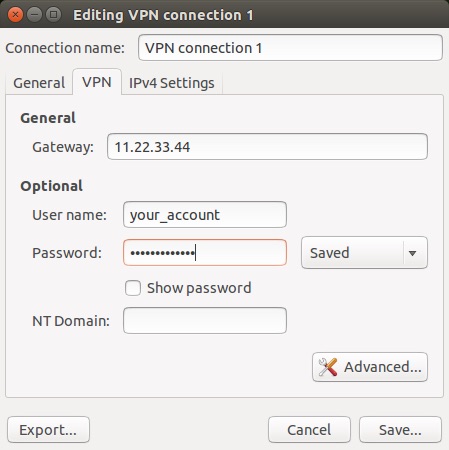 Editing VPN connection 1
Connection name: VPN connection 1
General VPN IPv4 Settings
General
Gateway: 11.22.33.44
Optional
User name: your_account
Password: ••••••••••••• Saved
Show password
NT Domain:
Advanced...
Export... Cancel Save...